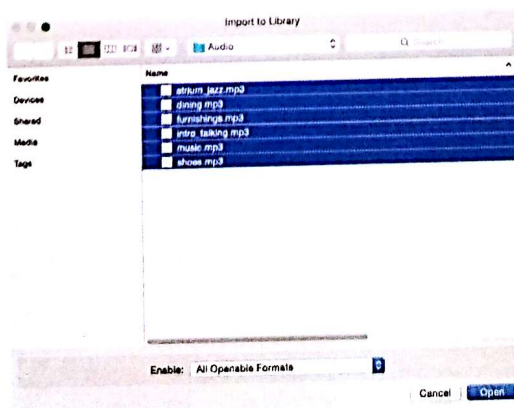 Import to Library
Audio
Search
Favorites
Devices
Shared
Media
Tags
Name
atrium_jazz.mp3
dining.mp3
furnishings.mp3
intro_talking.mp3
music.mp3
shoes.mp3
Enable: All Openable Formats
Cancel
Open